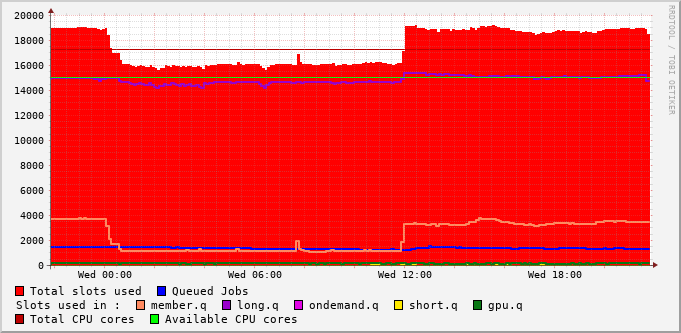 20000
18000
16000
14000
12000
10000
8000
6000
4000
2000
0
Wed 00:00 Wed 06:00 Wed 12:00 Wed 18:00
RRDTOOL / TOBI OETIKER
Total slots used Queued Jobs
Slots used in : member.q long.q ondemand.q short.q gpu.q
Total CPU cores Available CPU cores